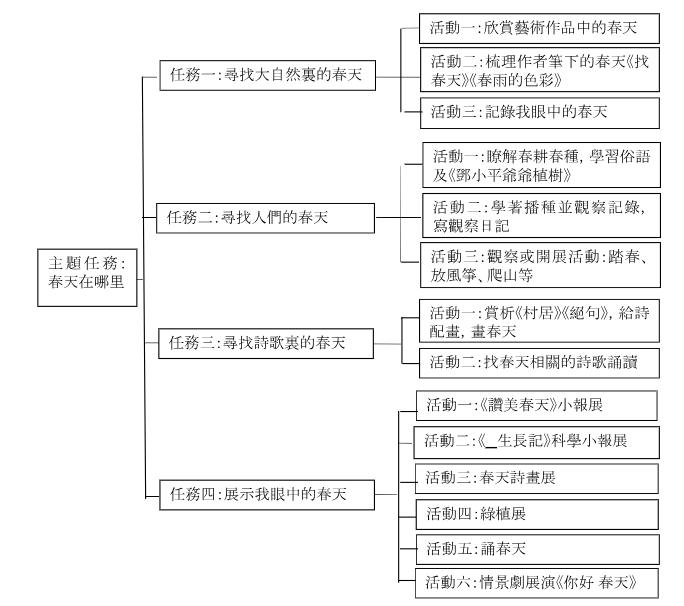 主題任務：
春天在哪里
任務一：尋找大自然裏的春天
活動一：欣賞藝術作品中的春天
活動二：梳理作者筆下的春天《找
春天》《春雨的色彩》
活動三：記錄我眼中的春天
任務二：尋找人們的春天
活動一：瞭解春耕春種，學習俗語
及《鄧小平爺爺植樹》
活動二：學著播種並觀察記錄，
寫觀察日記
活動三：觀察或開展活動：踏春、
放風箏、爬山等
任務三：尋找詩歌裏的春天
活動一：賞析《村居》《絕句》，給詩
配畫，畫春天
活動二：找春天相關的詩歌誦讀
任務四：展示我眼中的春天
活動一：《讚美春天》小報展
活動二：《_生長記》科學小報展
活動三：春天詩畫展
活動四：綠植展
活動五：誦春天
活動六：情景劇展演《你好 春天》